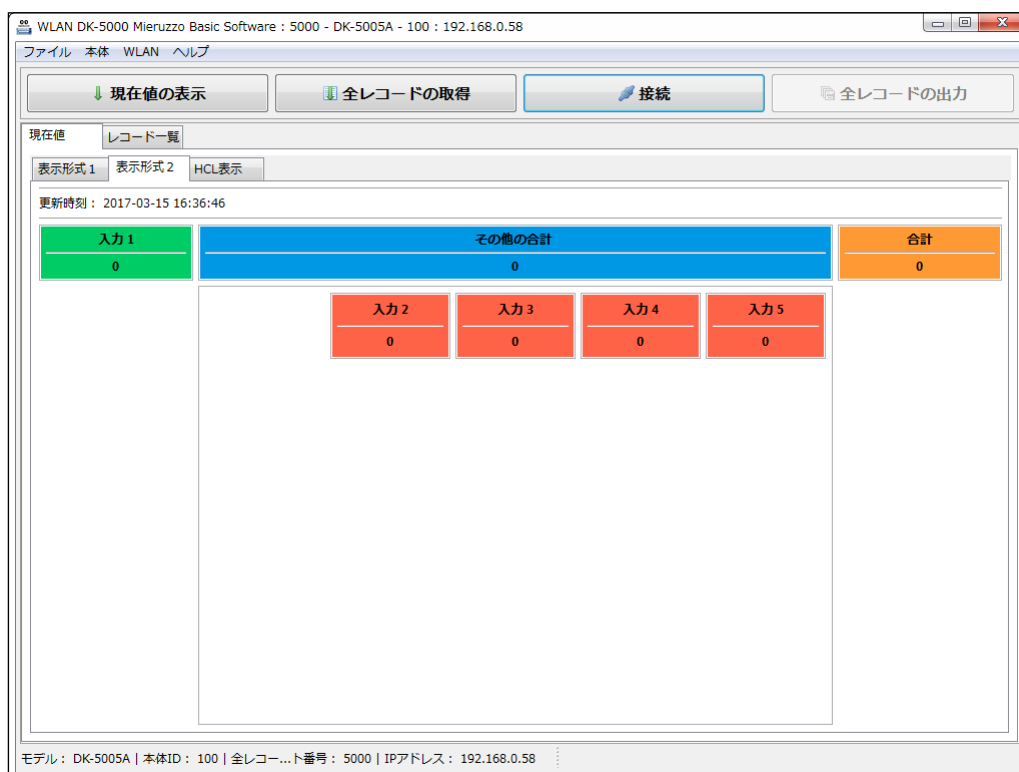 WLAN DK-5000 Mieruzzo Basic Software : 5000 - DK-5005A - 100 : 192.168.0.58
ファイル 本体 WLAN ヘルプ
現在値の表示 全レコードの取得 接続 全レコードの出力
現在値 レコード一覧
表示形式 1 表示形式 2 HCL表示
更新時刻： 2017-03-15 16:36:46
入力 1 その他の合計 合計
0 0 0
入力 2 入力 3 入力 4 入力 5
0 0 0 0
モデル： DK-5005A | 本体ID： 100 | 全レコー...ト番号： 5000 | IPアドレス： 192.168.0.58